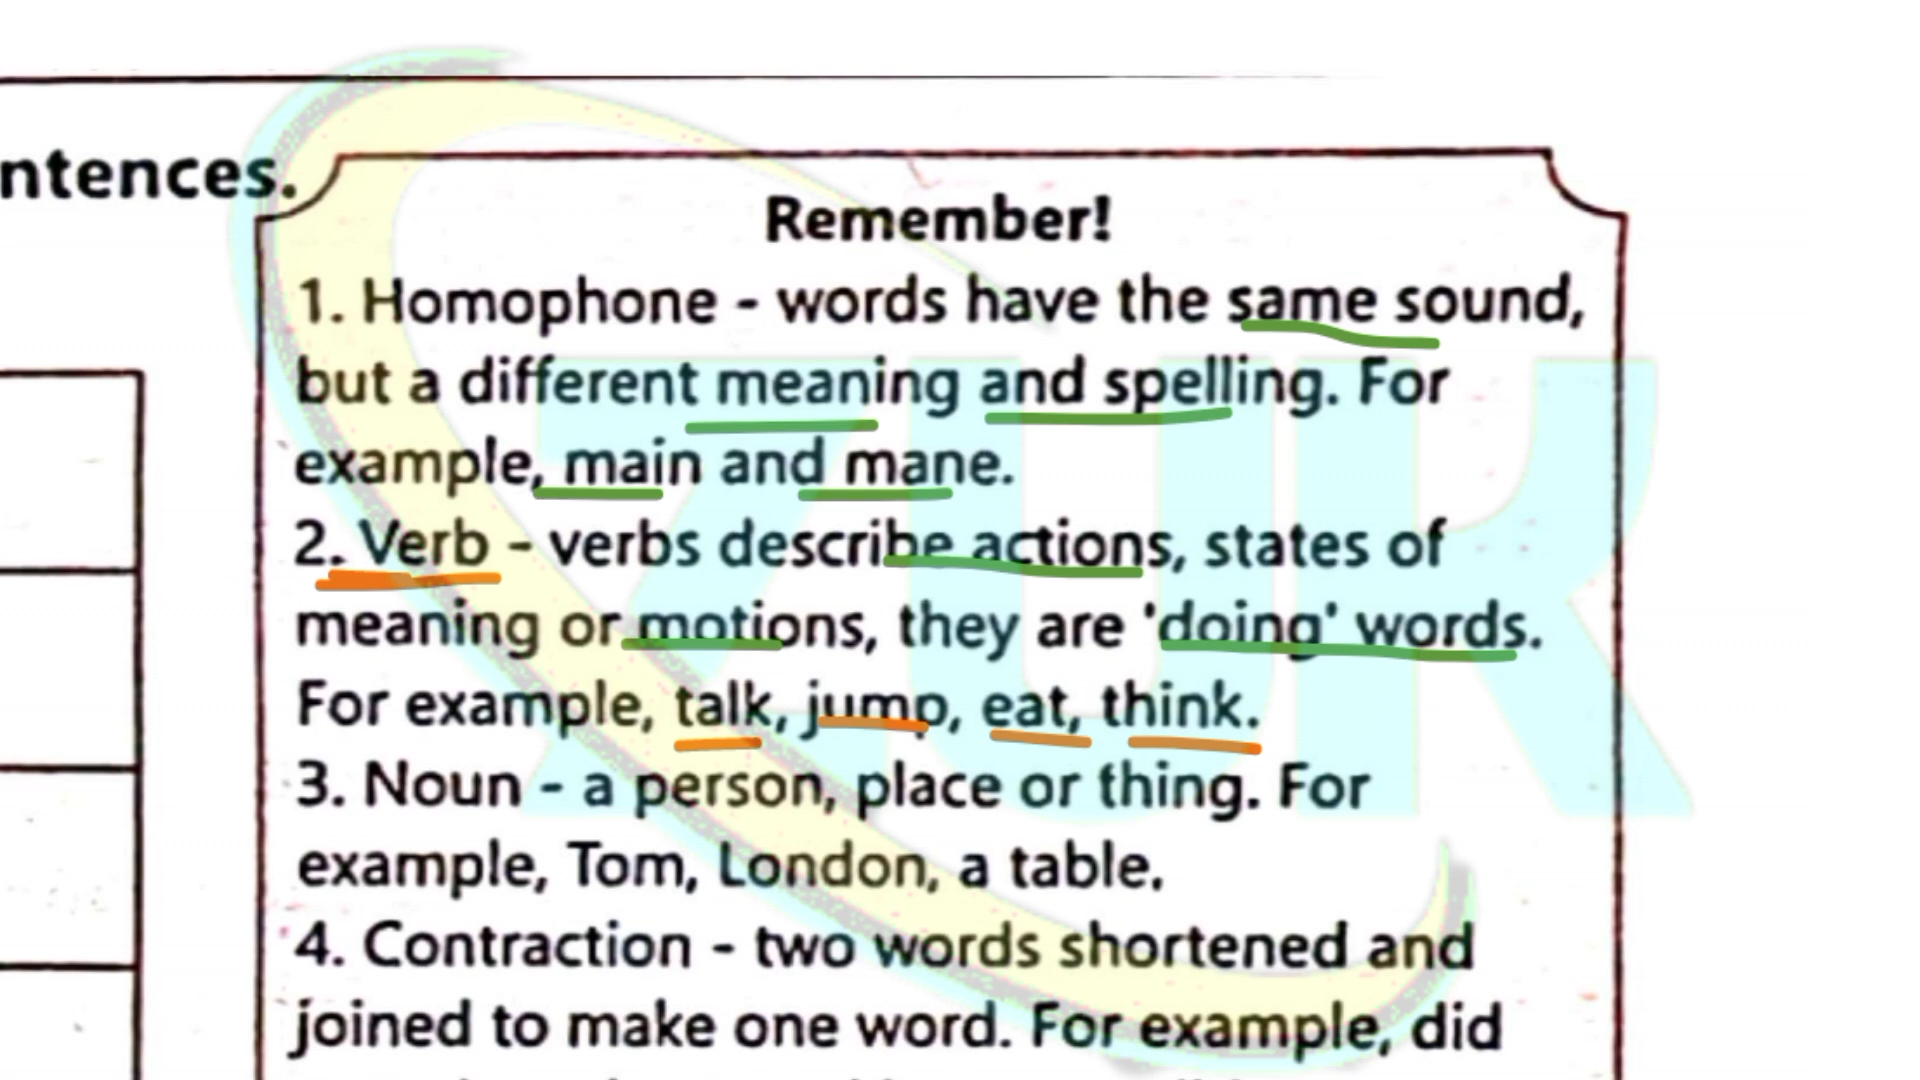 ntences.
Remember!
1. Homophone - words have the same sound,
but a different meaning and spelling. For
example, main and mane.
2. Verb - verbs describe actions, states of
meaning or motions, they are 'doing' words.
For example, talk, jump, eat, think.
3. Noun - a person, place or thing. For
example, Tom, London, a table.
4. Contraction - two words shortened and
joined to make one word. For example, did